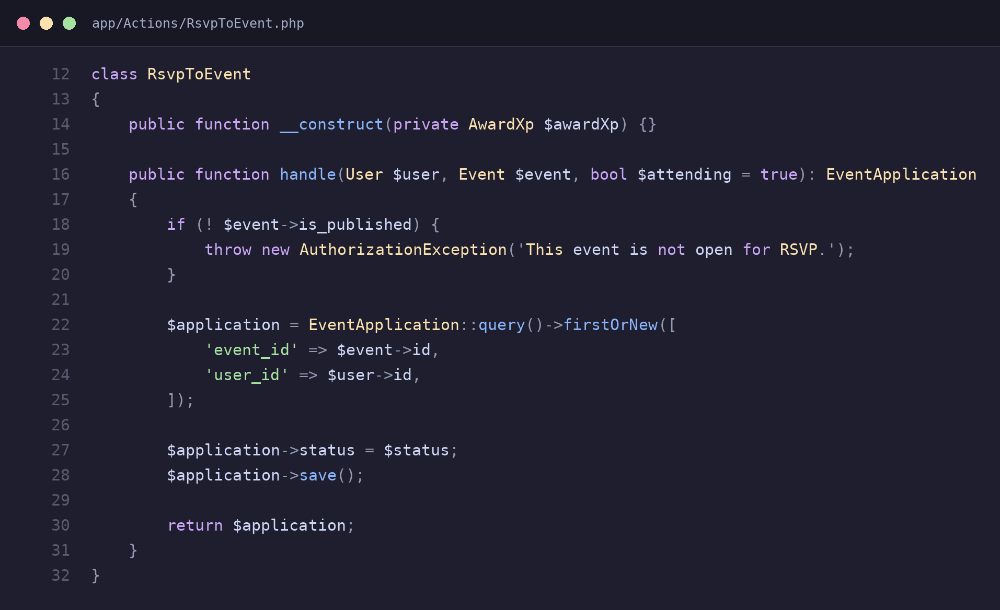 app/Actions/RsvpToEvent.php
12 class RsvpToEvent
13 {
14     public function __construct(private AwardXp $awardXp) {}
15
16     public function handle(User $user, Event $event, bool $attending = true): EventApplication
17     {
18         if (! $event->is_published) {
19             throw new AuthorizationException('This event is not open for RSVP.');
20         }
21
22         $application = EventApplication::query()->firstOrNew([
23             'event_id' => $event->id,
24             'user_id' => $user->id,
25         ]);
26
27         $application->status = $status;
28         $application->save();
29
30         return $application;
31     }
32 }